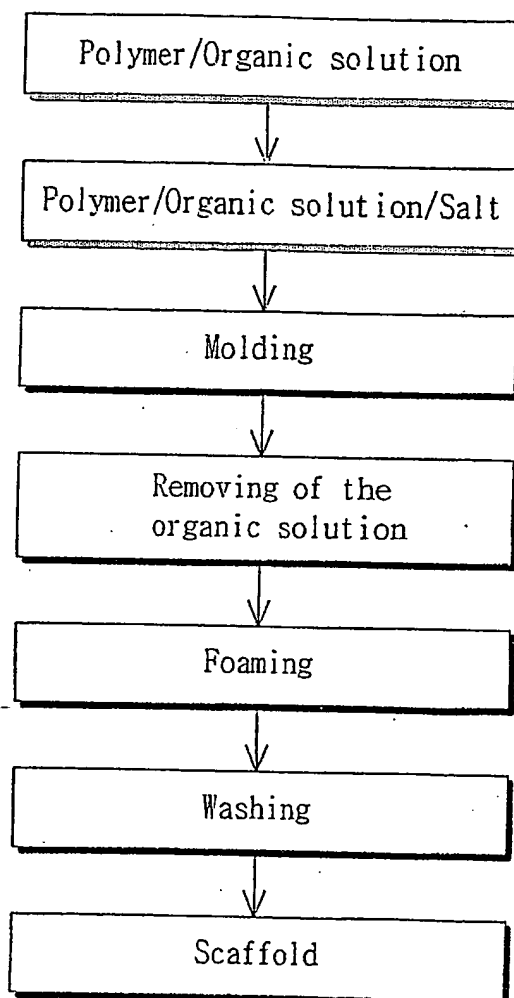 Polymer/Organic solution
Polymer/Organic solution/Salt
Molding
Removing of the
organic solution
Foaming
Washing
Scaffold